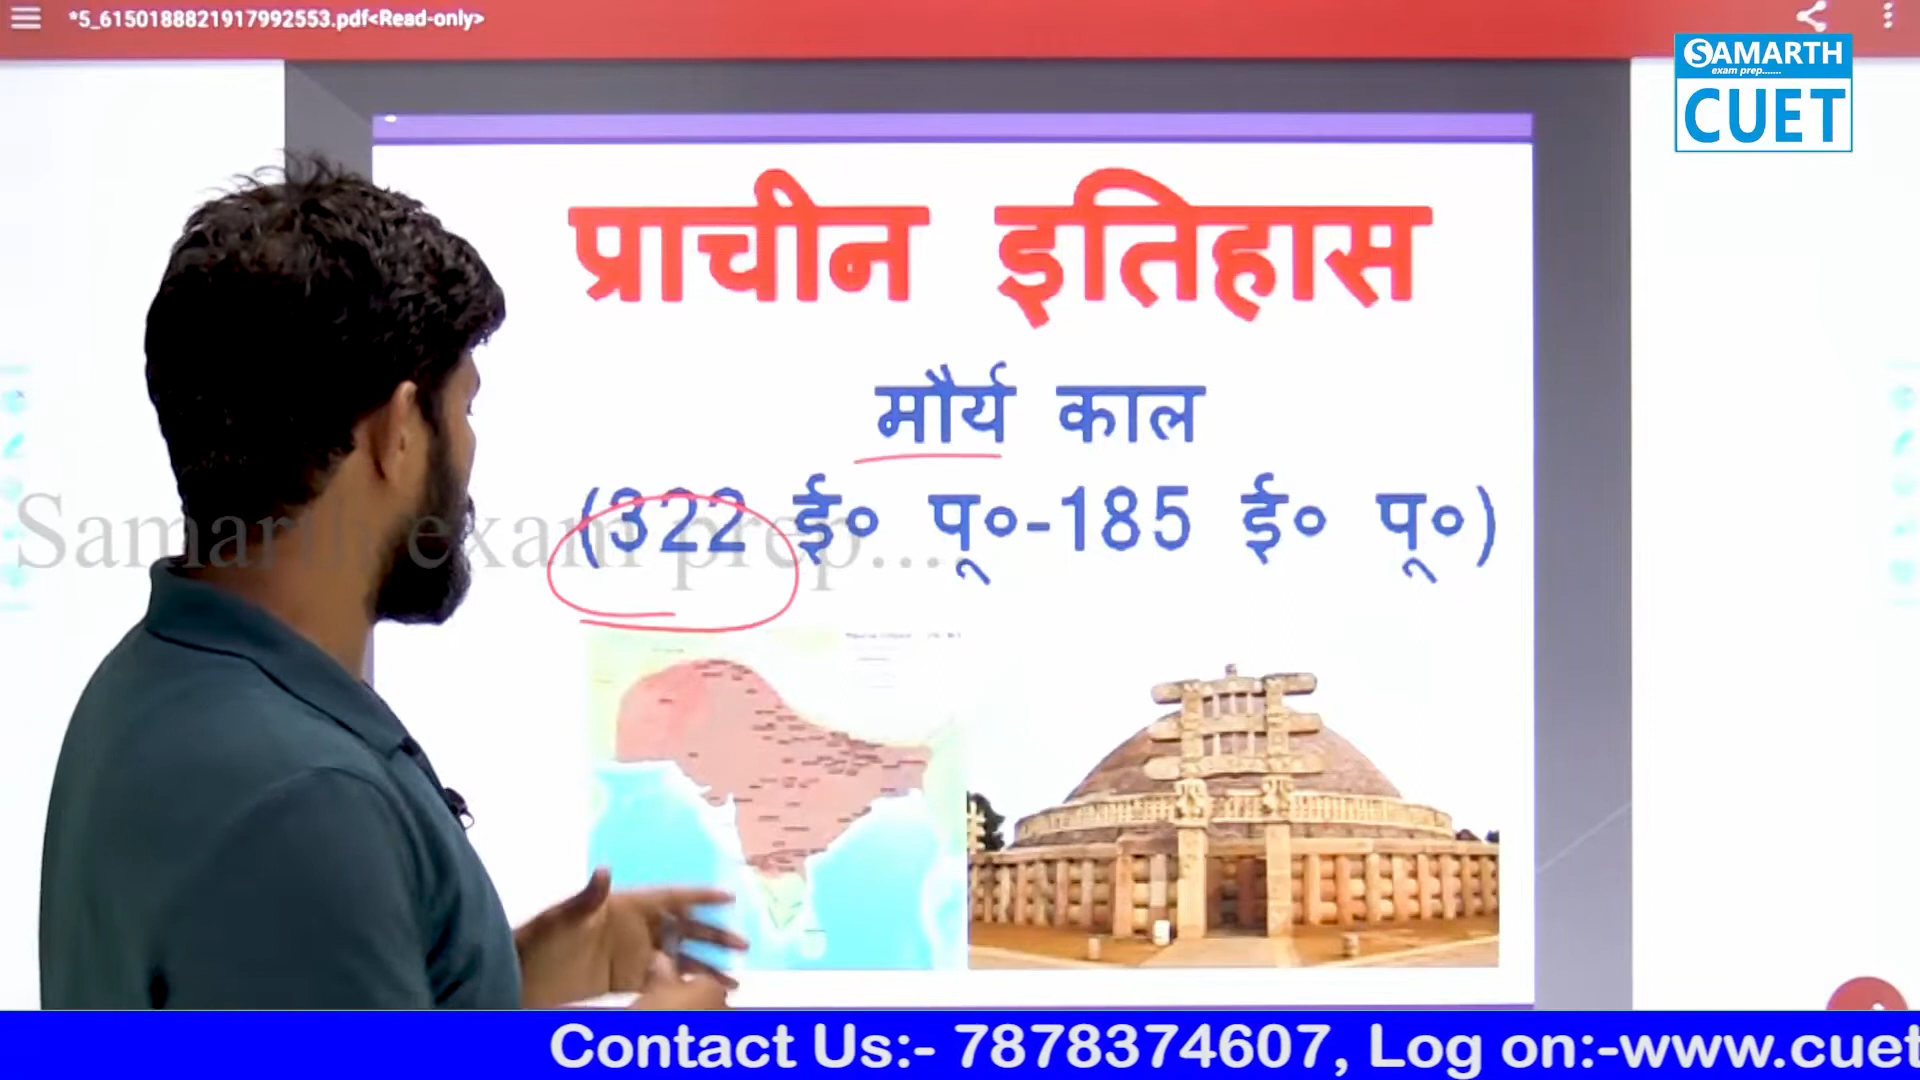 *5_6150188821917992553.pdf<Read-only>
SAMARTH
exam prep.......
CUET
प्राचीन इतिहास
मौर्य काल
(322 ई० पू०-185 ई० पू०)
Samarth exam prep....
Contact Us:- 7878374607, Log on:-www.cuet